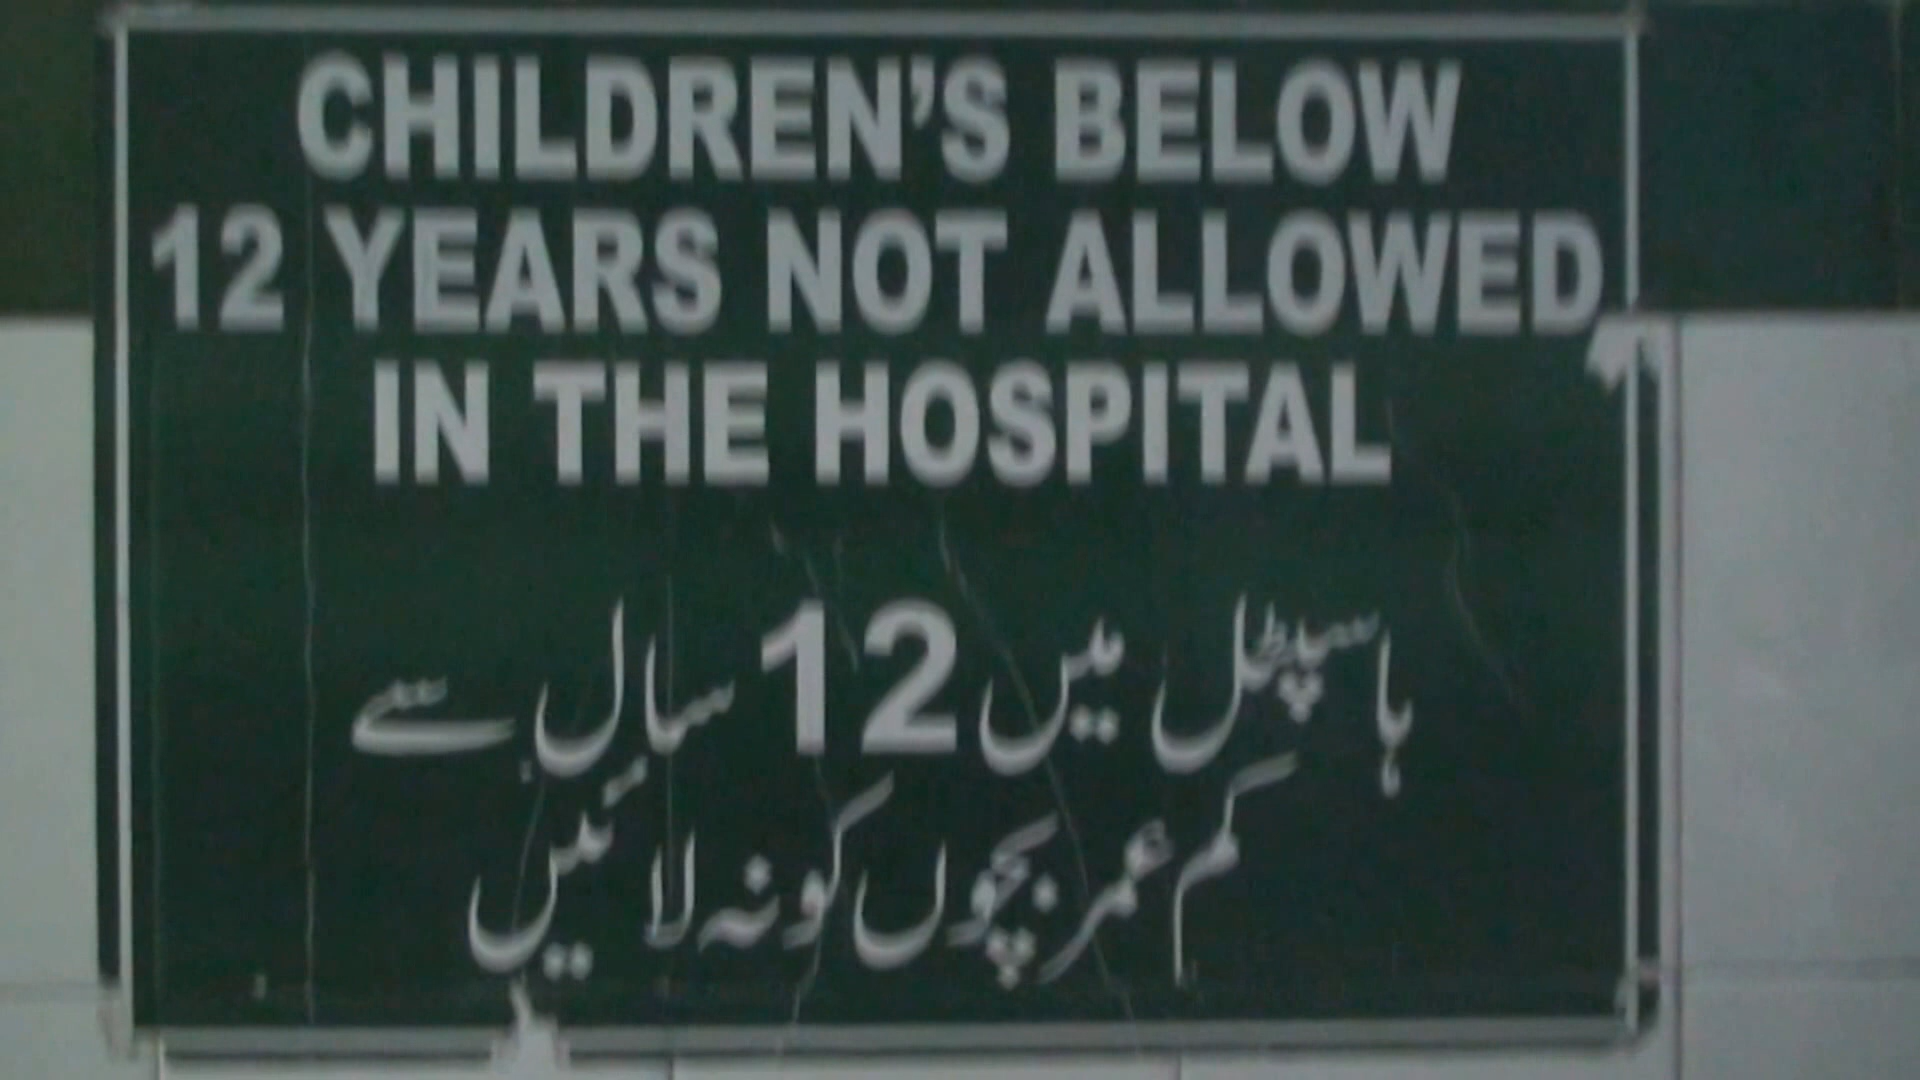 CHILDREN'S BELOW
12 YEARS NOT ALLOWED
IN THE HOSPITAL
ہاسپٹل میں 12 سال سے
کم عمر بچوں کو نہ لائیں